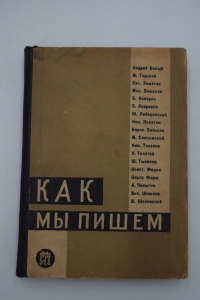 Андрей Белый
М. Горький
Евг. Замятин
Мих. Зощенко
В. Каверин
Б. Лавренев
Ю. Либединский
Ник. Никитин
Борис Пильняк
М. Слонимский
Ник. Тихонов
А. Толстой
Ю. Тынянов
Конст. Федин
Ольга Форш
А. Чапыгин
Вяч. Шишков
В. Шкловский
КАК
МЫ ПИШЕМ